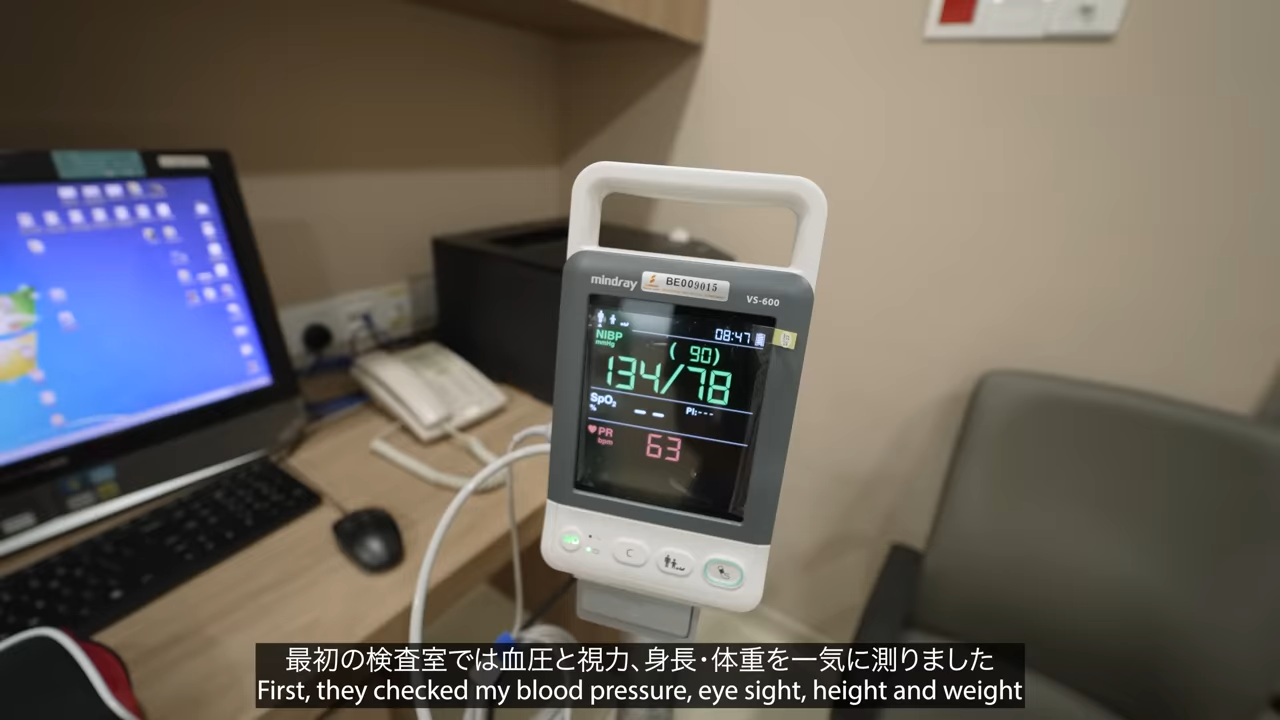 mindray
BE009015
VS-600
08:47
NIBP
mmHg
( 90)
134/78
SpO₂
%
-- PI:---
PR
bpm
63
C
最初の検査室では血圧と視力、身長・体重を一気に測りました
First, they checked my blood pressure, eye sight, height and weight